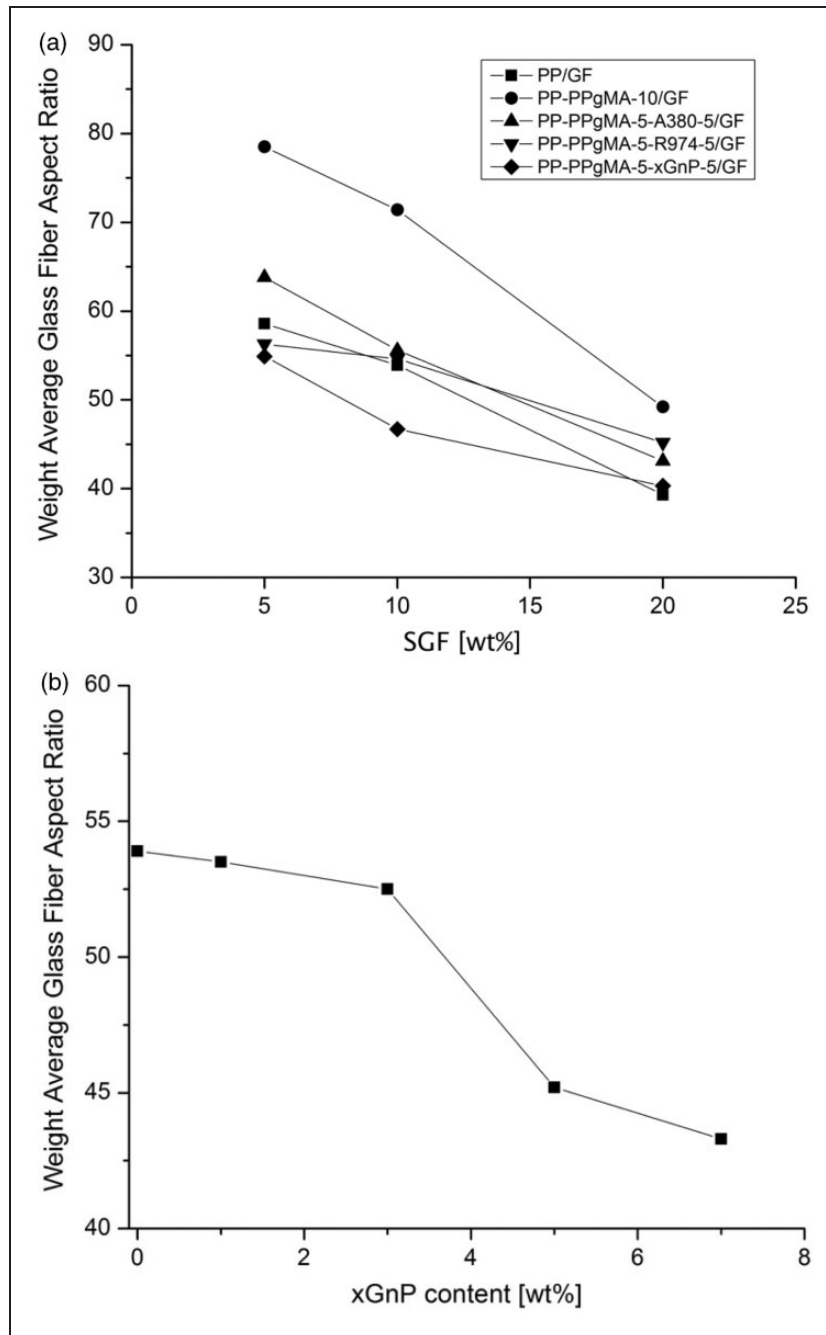 (a)
90
80
70
60
50
40
30
Weight Average Glass Fiber Aspect Ratio
PP/GF
PP-PPgMA-10/GF
PP-PPgMA-5-A380-5/GF
PP-PPgMA-5-R974-5/GF
PP-PPgMA-5-xGnP-5/GF
0 5 10 15 20 25
SGF [wt%]
(b)
60
55
50
45
40
Weight Average Glass Fiber Aspect Ratio
0 2 4 6 8
xGnP content [wt%]